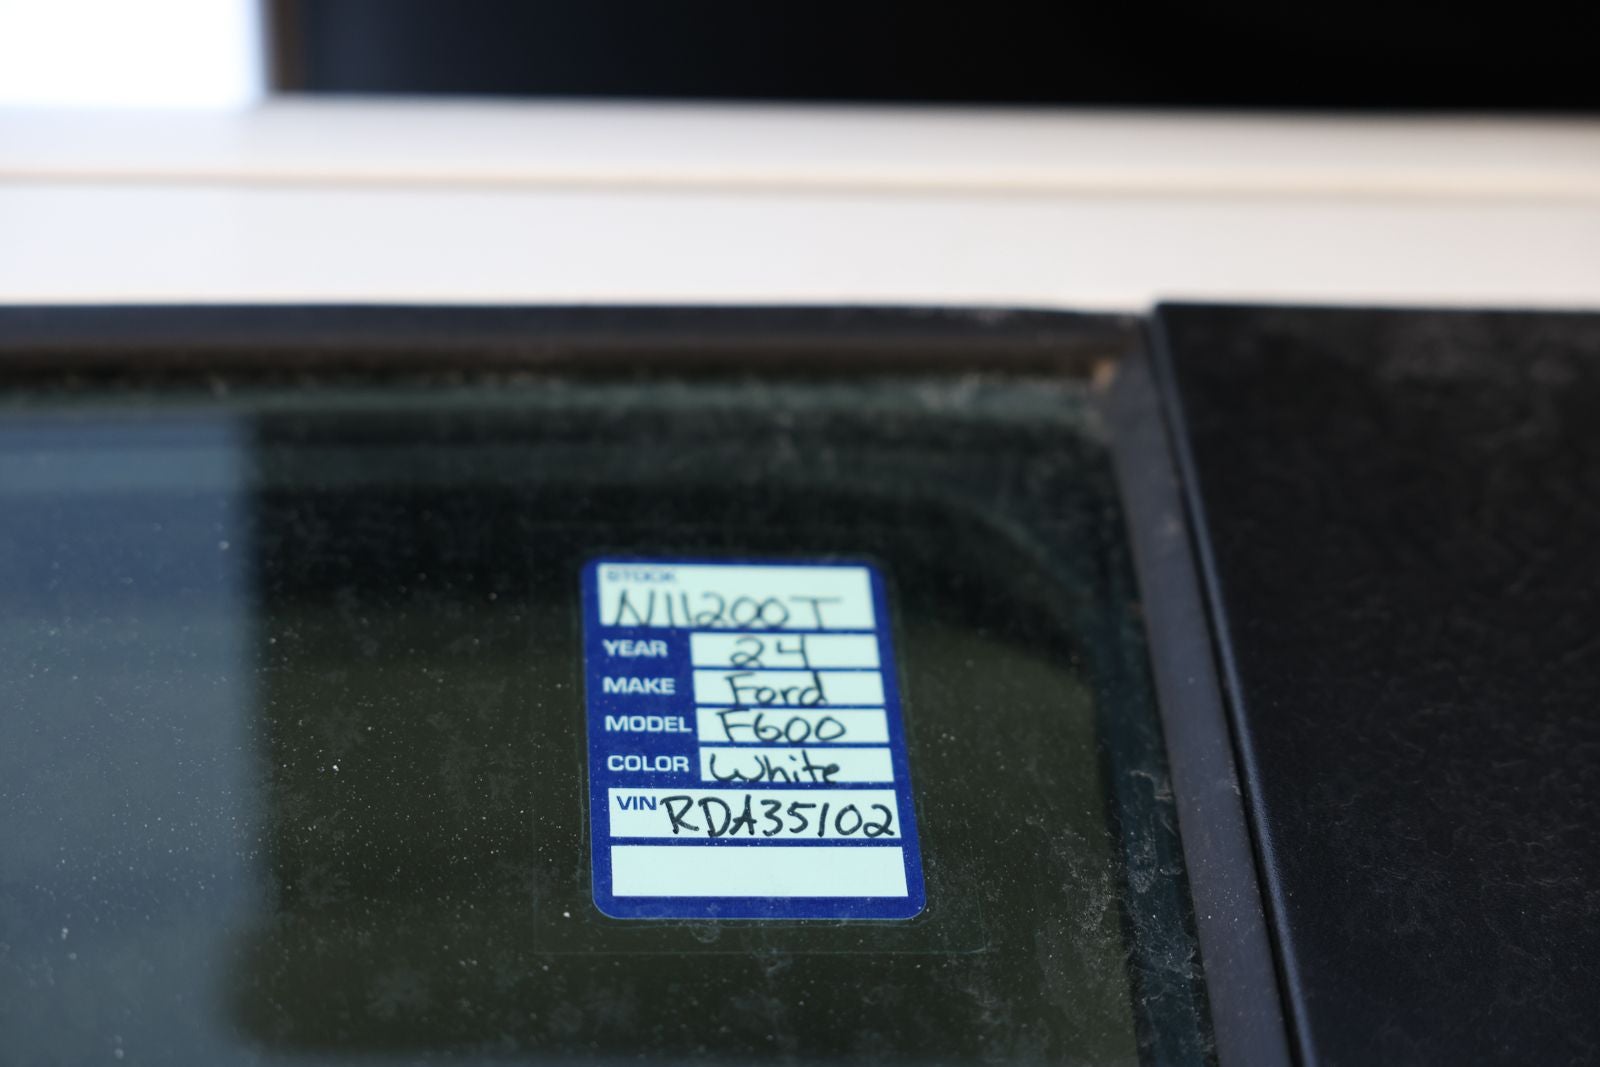 STOCK
N11200T
YEAR 24
MAKE Ford
MODEL F600
COLOR White
VIN RDA35102